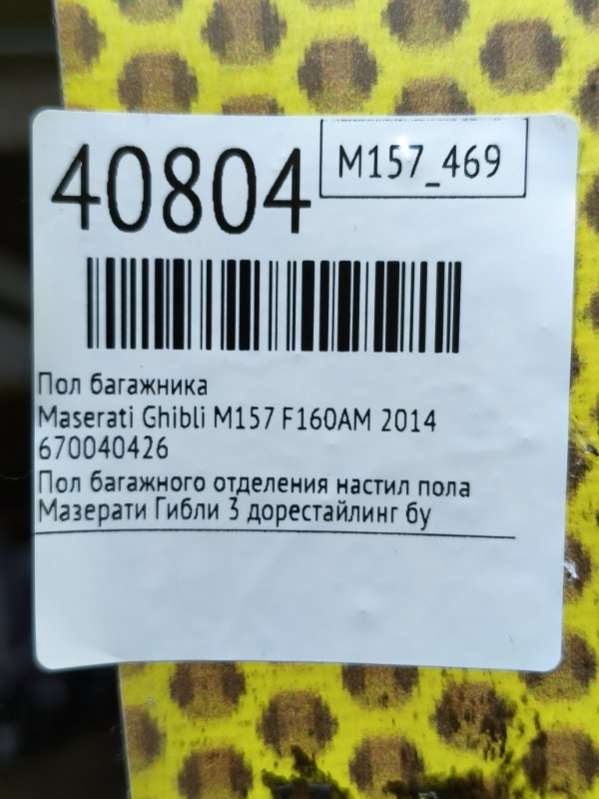 40804
M157_469
Пол багажника
Maserati Ghibli M157 F160AM 2014
670040426
Пол багажного отделения настил пола
Мазерати Гибли 3 дорестайлинг бу